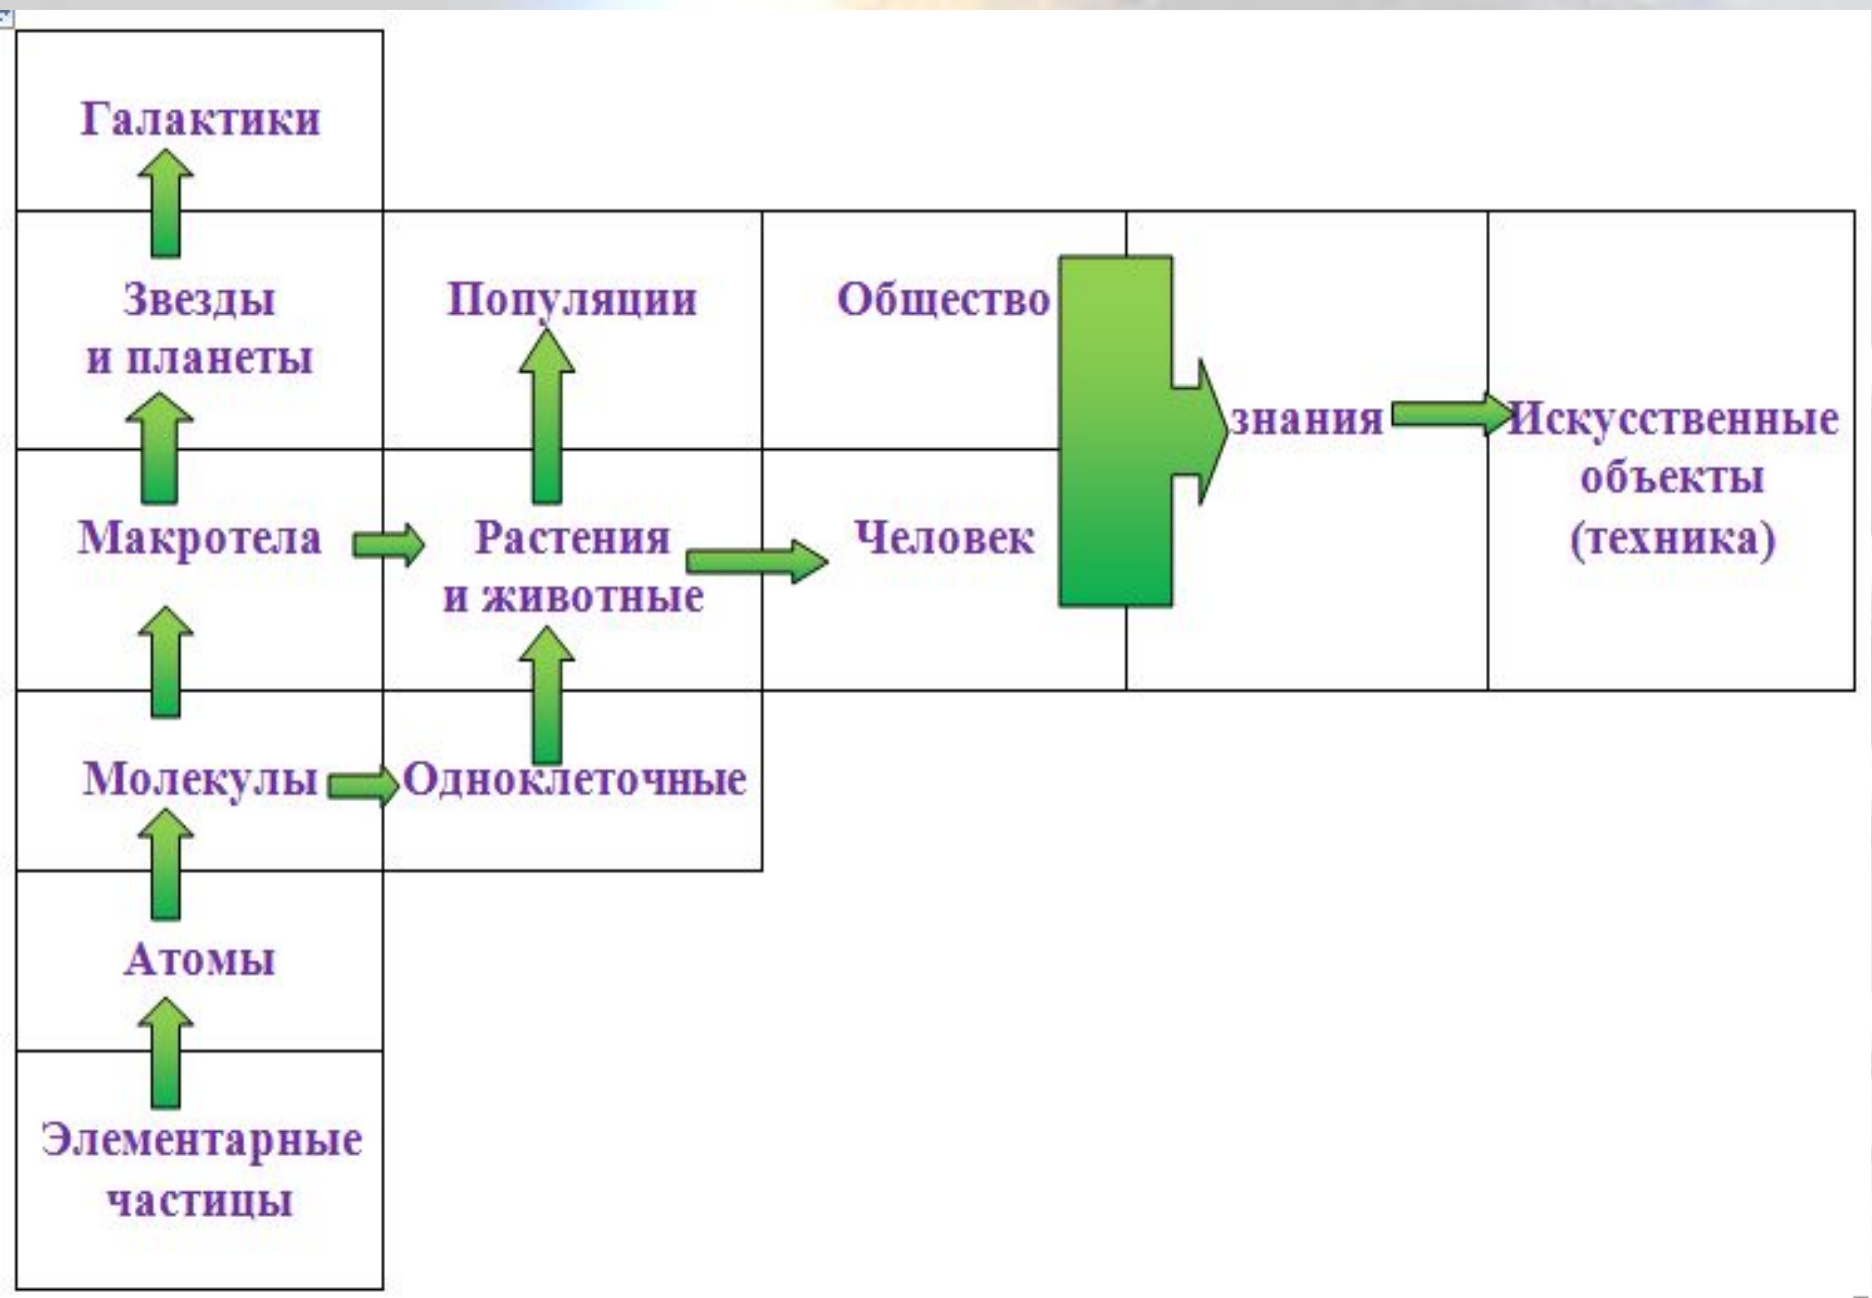 Галактики
Звезды
и планеты
Популяции
Общество
знания
Искусственные
объекты
(техника)
Макротела
Растения
и животные
Человек
Молекулы
Одноклеточные
Атомы
Элементарные
частицы